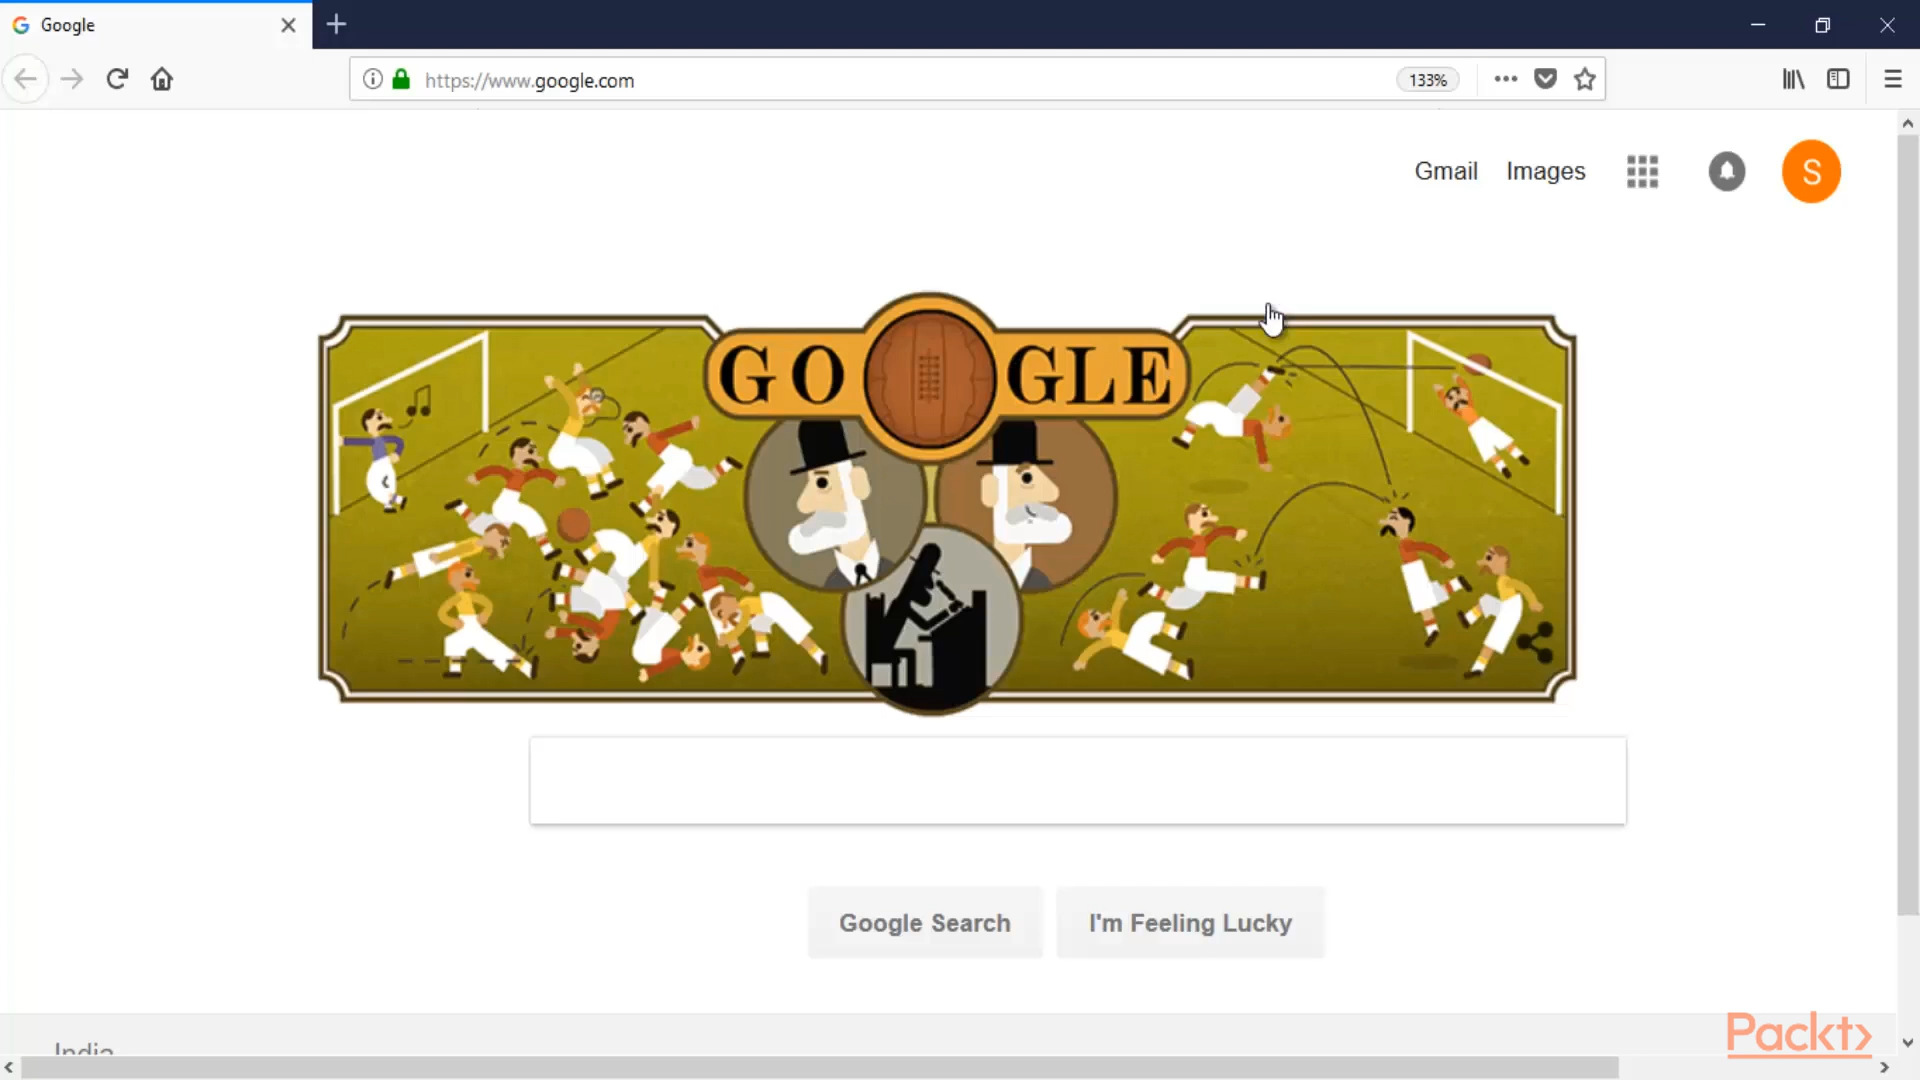 Google
https://www.google.com
133%
Gmail Images
S
GO GLE
Google Search
I'm Feeling Lucky
India
Packt>